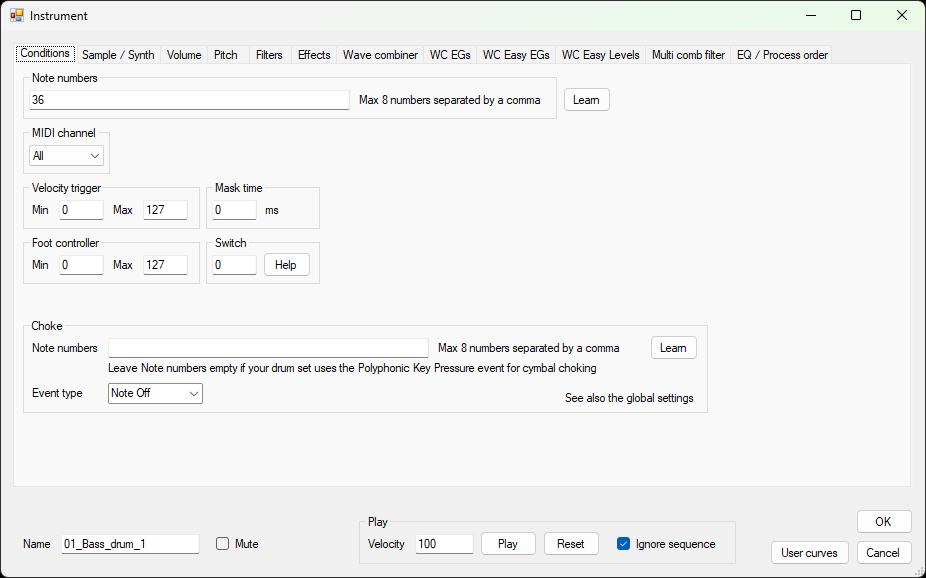 Instrument
Conditions Sample / Synth Volume Pitch Filters Effects Wave combiner WC EGs WC Easy EGs WC Easy Levels Multi comb filter EQ / Process order
Note numbers
36 Max 8 numbers separated by a comma Learn
MIDI channel
All
Velocity trigger Mask time
Min 0 Max 127 0 ms
Foot controller Switch
Min 0 Max 127 0 Help
Choke
Note numbers Max 8 numbers separated by a comma Learn
Leave Note numbers empty if your drum set uses the Polyphonic Key Pressure event for cymbal choking
Event type Note Off
See also the global settings
Play
OK
Name 01_Bass_drum_1 Mute Velocity 100 Play Reset Ignore sequence
User curves Cancel